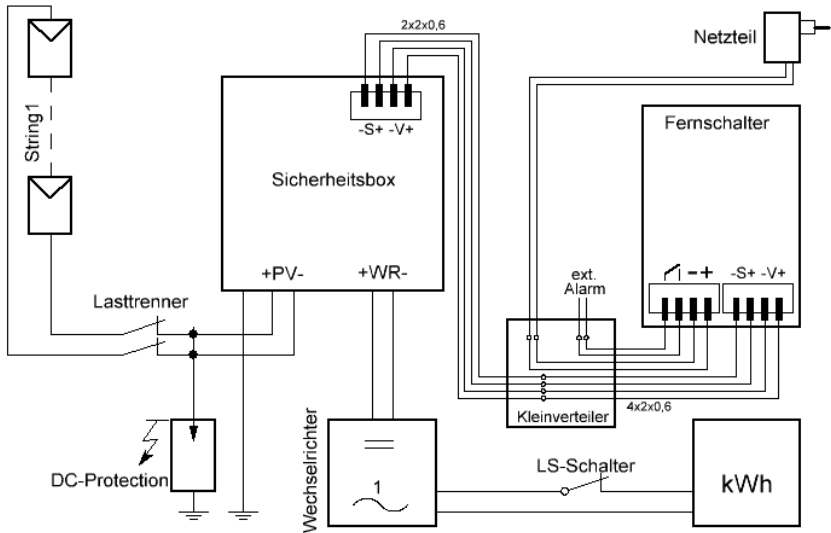 2x2x0,6
Netzteil
String1
-S+ -V+
Fernschalter
Sicherheitsbox
+PV-
+WR-
ext.
Alarm
-+
-S+ -V+
Lasttrenner
4x2x0,6
Kleinverteiler
DC-Protection
Wechselrichter
1
LS-Schalter
kWh